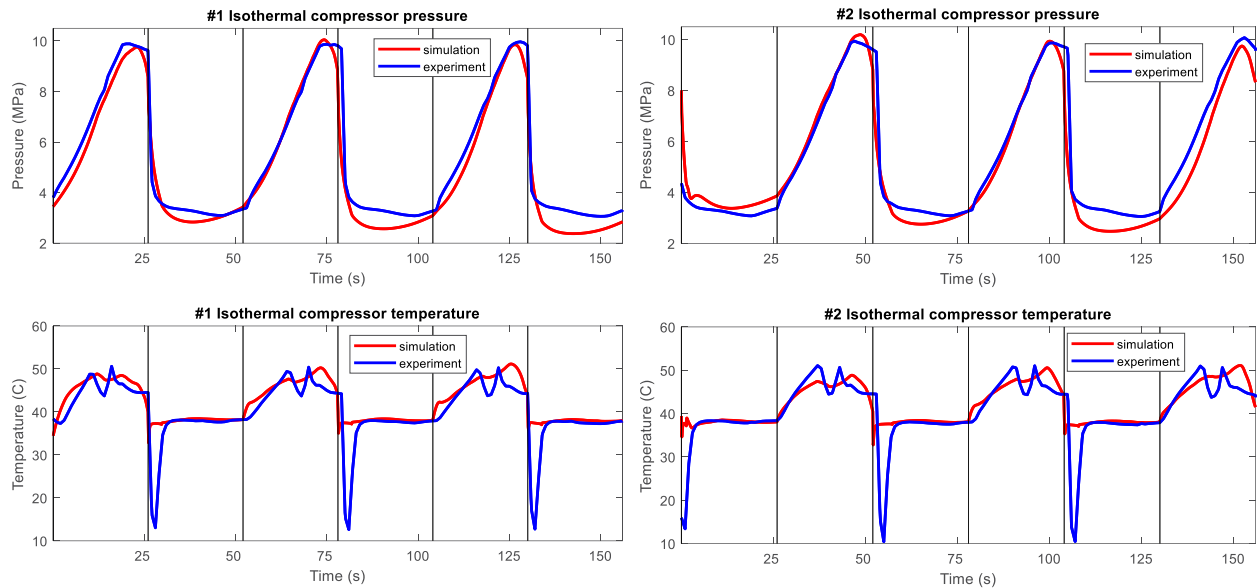 #1 Isothermal compressor pressure
Pressure (MPa)
10
8
6
4
2
simulation
experiment
25
50
75
100
125
150
Time (s)
#2 Isothermal compressor pressure
Pressure (MPa)
10
8
6
4
2
simulation
experiment
25
50
75
100
125
150
Time (s)
#1 Isothermal compressor temperature
Temperature (C)
60
50
40
30
20
10
simulation
experiment
25
50
75
100
125
150
Time (s)
#2 Isothermal compressor temperature
Temperature (C)
60
50
40
30
20
10
simulation
experiment
25
50
75
100
125
150
Time (s)